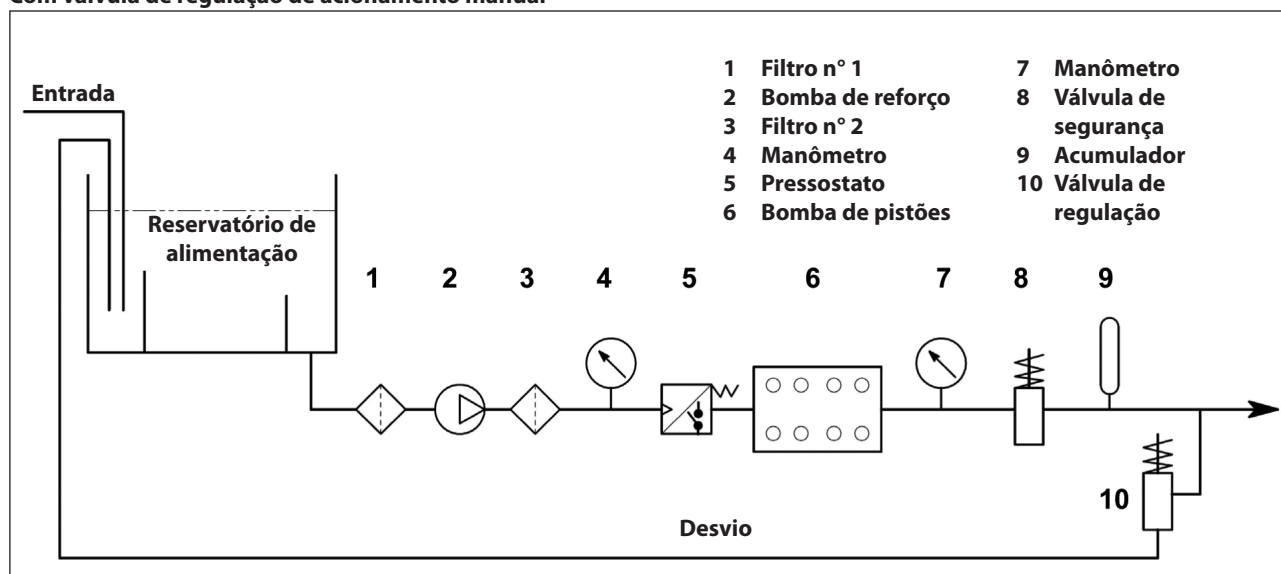 Com válvula de regulação de acionamento manual
Entrada
Reservatório de
alimentação
1 Filtro n° 1
2 Bomba de reforço
3 Filtro n° 2
4 Manômetro
5 Pressostato
6 Bomba de pistões
7 Manômetro
8 Válvula de
segurança
9 Acumulador
10 Válvula de
regulação
1 2 3 4 5 6 7 8 9
10
Desvio